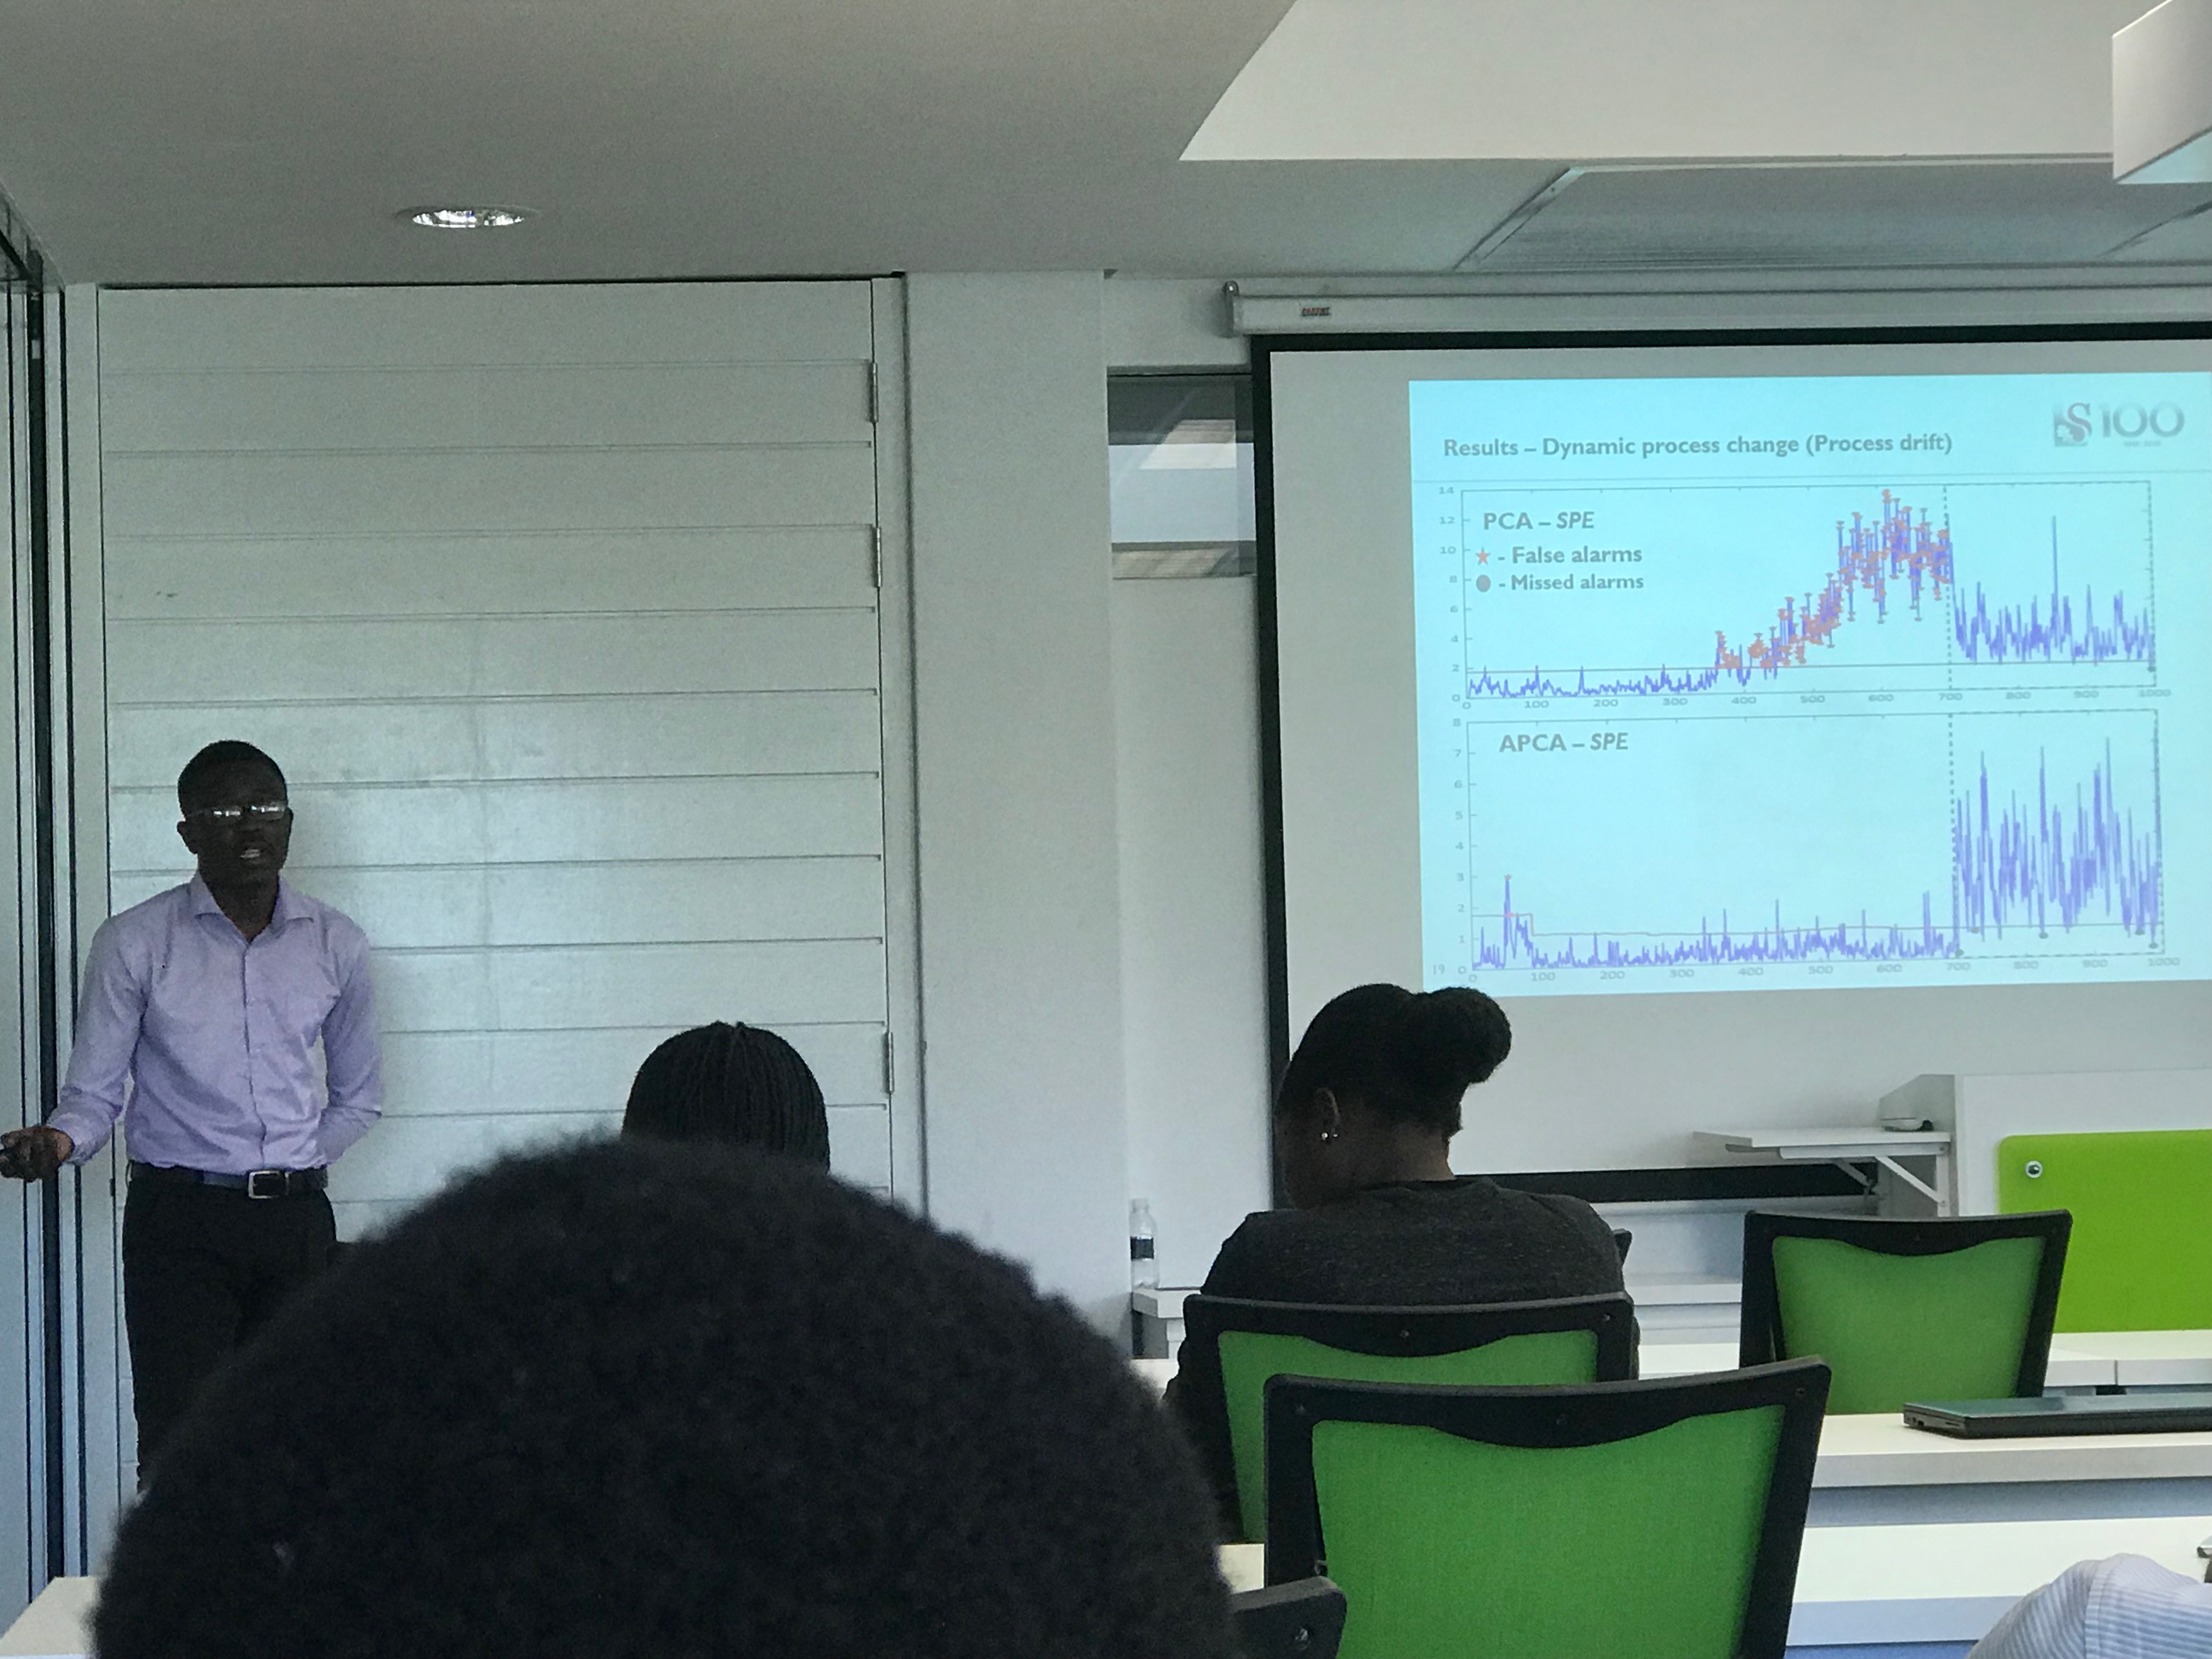 S 100
Results – Dynamic process change (Process drift)
PCA – SPE
★ - False alarms
● - Missed alarms
14
12
10
8
6
4
2
0
0 100 200 300 400 500 600 700 800 900 1000
APCA – SPE
8
7
6
5
4
3
2
1
0
0 100 200 300 400 500 600 700 800 900 1000
19